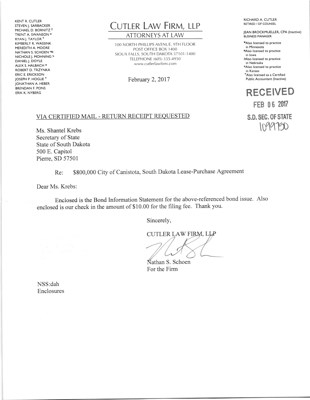 KENT R. CUTLER
STEVEN J. SARBACKER
MICHAEL D. BORNITZ
TRENT A. SWANSON
RYAN J. TAYLOR
KIMBERLY R. WASSINK
MEREDITH A. MOORE
NATHAN S. SCHOEN
DANIEL J. DOYLE
ROBERT D. TRZYNKA
ERIC E. ERICKSON
JOSEPH P. HOGUE
JONATHAN A. HEBER
BRENDAN F. PONS
ERIK K. NYBERG
CUTLER LAW FIRM, LLP
ATTORNEYS AT LAW
140 NORTH PHILLIPS AVENUE, 4TH FLOOR
POST OFFICE BOX 1400
SIOUX FALLS, SOUTH DAKOTA 57101-1400
TELEPHONE (605) 335-4950
www.cutlerlawfirm.com
RICHARD A. CUTLER
RETIRED / OF COUNSEL
JEAN BROCKMUELLER, CPA (inactive)
BUSINESS MANAGER
Also licensed to practice
in Minnesota
Also licensed to practice
in Iowa
Also licensed to practice
in Nebraska
Also licensed to practice
in Kansas
Also licensed as a Certified
Public Accountant (inactive)
February 2, 2017
RECEIVED
FEB 06 2017
S.D. SEC. OF STATE
VIA CERTIFIED MAIL - RETURN RECEIPT REQUESTED
Ms. Shantel Krebs
Secretary of State
State of South Dakota
500 E. Capitol
Pierre, SD 57501
Re: $800,000 City of Canistota, South Dakota Lease-Purchase Agreement
Dear Ms. Krebs:
Enclosed is the Bond Information Statement for the above-referenced bond issue. Also
enclosed is our check in the amount of $10.00 for the filing fee. Thank you.
Sincerely,
CUTLER LAW FIRM, LLP
Nathan S. Schoen
For the Firm
NSS:dah
Enclosures